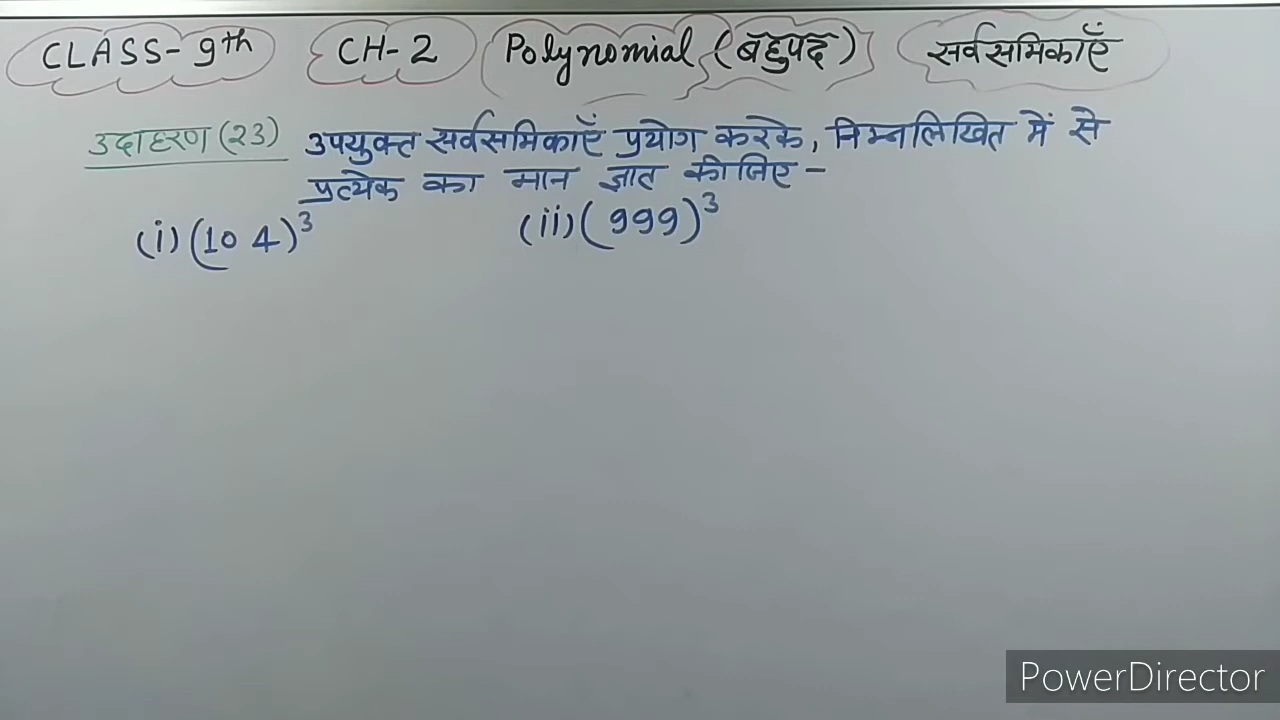 CLASS-9th CH-2 Polynomial (बहुपद) सर्वसमिकाएँ
उदाहरण (23) उपयुक्त सर्वसमिकाएँ प्रयोग करके, निम्नलिखित में से
प्रत्येक का मान ज्ञात कीजिए -
(i) (104)³ (ii) (999)³
PowerDirector